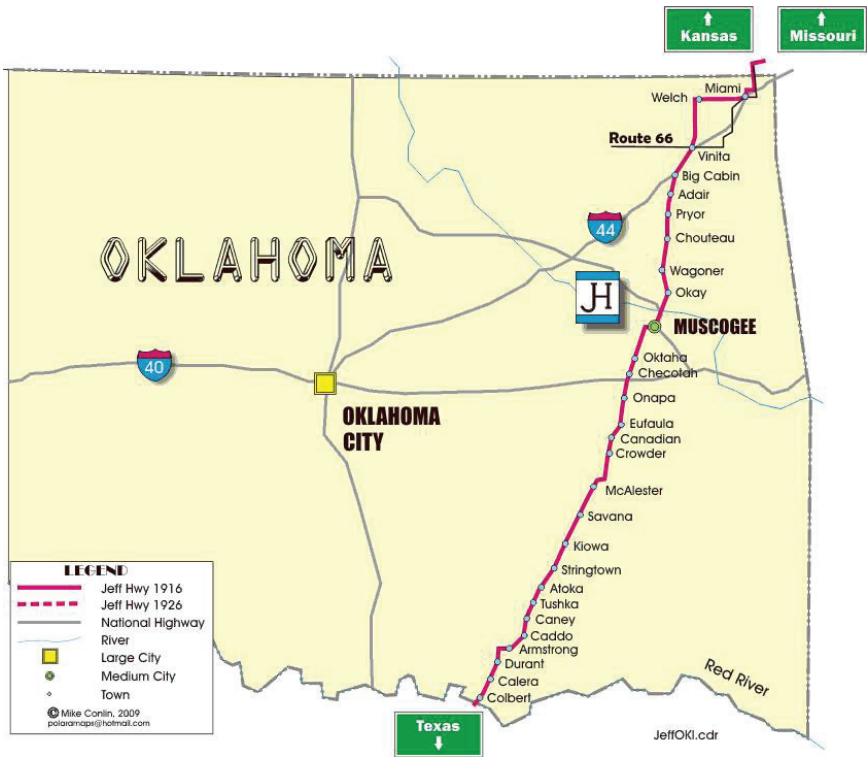 Kansas
Missouri
Miami
Welch
Route 66
Vinita
Big Cabin
Adair
Pryor
44
Chouteau
OKLAHOMA
Wagoner
JH
Okay
MUSCOGEE
40
Oktaha
Checotah
OKLAHOMA
CITY
Onapa
Eufaula
Canadian
Crowder
McAlester
Savana
Kiowa
Stringtown
Atoka
Tushka
Caney
Caddo
Armstrong
Durant
Calera
Colbert
Red River
Texas
JeffOKl.cdr
LEGEND
Jeff Hwy 1916
Jeff Hwy 1926
National Highway
River
Large City
Medium City
Town
© Mike Conlin, 2009
polaramaps@hotmail.com